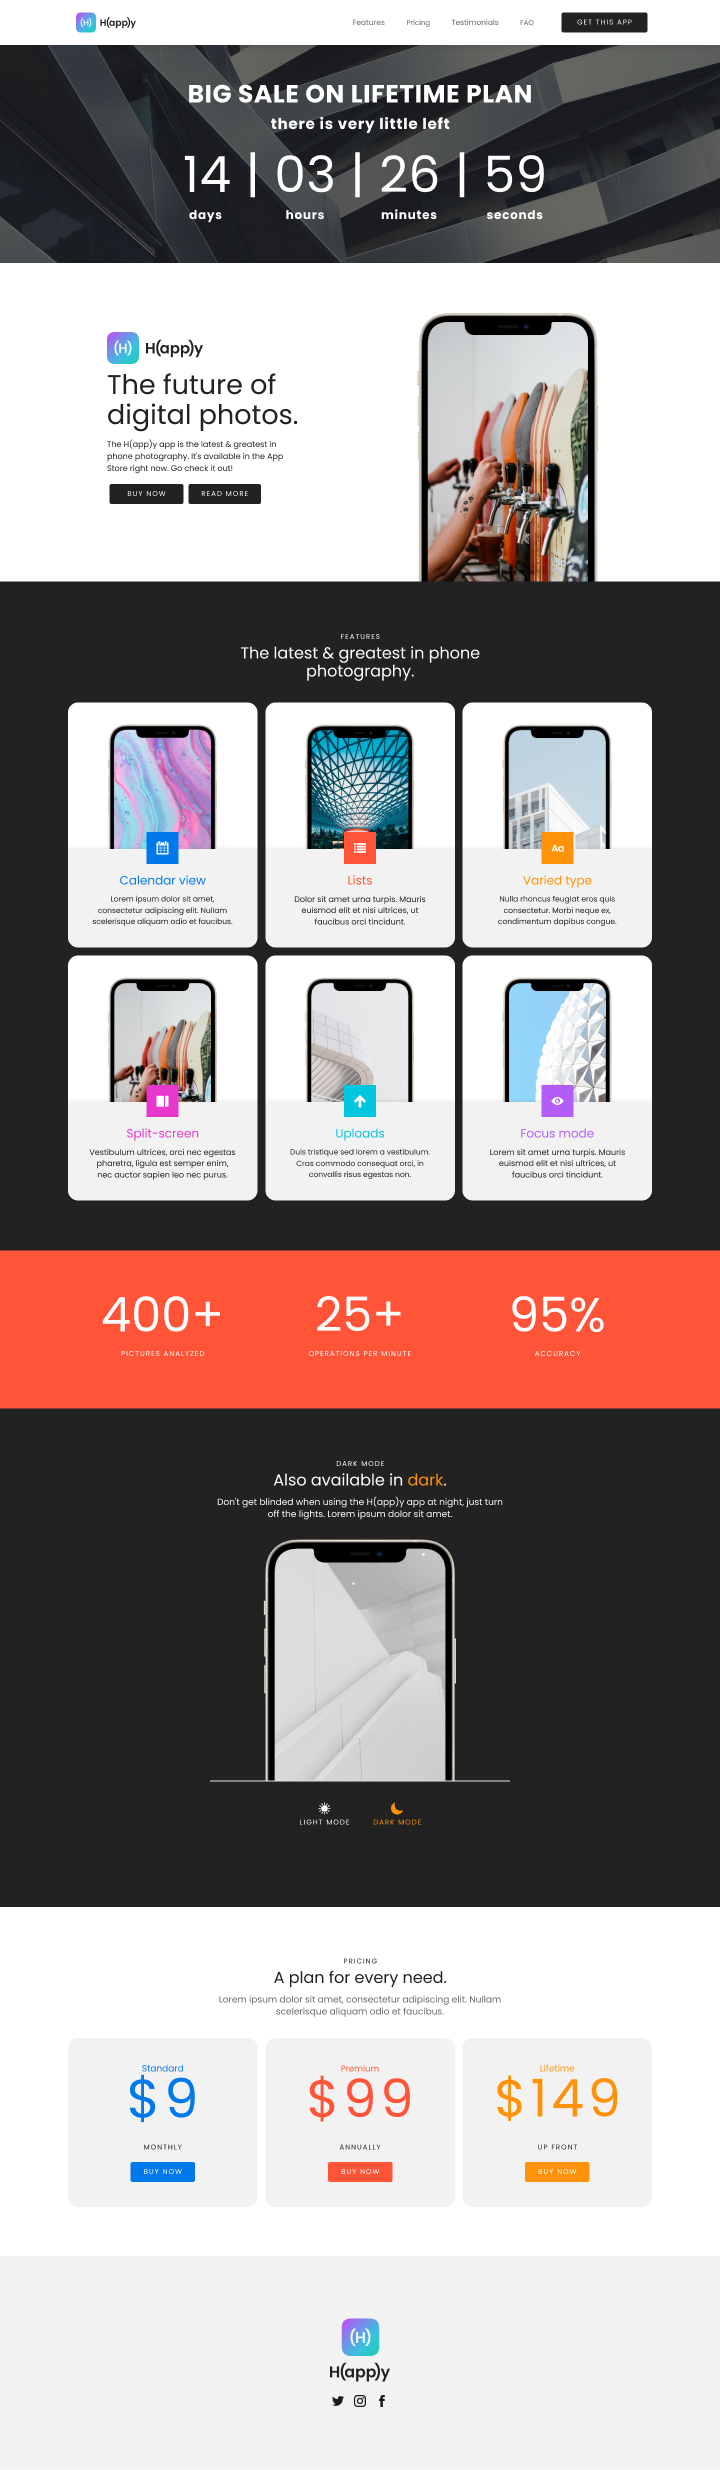 (H) H(app)y
Features Pricing Testimonials FAQ GET THIS APP
BIG SALE ON LIFETIME PLAN
there is very little left
14 | 03 | 26 | 59
days hours minutes seconds
(H) H(app)y
The future of
digital photos.
The H(app)y app is the latest & greatest in
phone photography. It's available in the App
Store right now. Go check it out!
BUY NOW READ MORE
FEATURES
The latest & greatest in phone
photography.
Calendar view
Lorem ipsum dolor sit amet,
consectetur adipiscing elit. Nullam
scelerisque aliquam odio et faucibus.
Lists
Dolor sit amet urna turpis. Mauris
euismod elit et nisi ultrices, ut
faucibus orci tincidunt.
Aa
Varied type
Nulla rhoncus feugiat eros quis
consectetur. Morbi neque ex,
condimentum dapibus congue.
Split-screen
Vestibulum ultrices, orci nec egestas
pharetra, ligula est semper enim,
nec auctor sapien leo nec purus.
Uploads
Duis tristique sed lorem a vestibulum.
Cras commodo consequat orci, in
convallis risus egestas non.
Focus mode
Lorem sit amet urna turpis. Mauris
euismod elit et nisi ultrices, ut
faucibus orci tincidunt.
400+
PICTURES ANALYZED
25+
OPERATIONS PER MINUTE
95%
ACCURACY
DARK MODE
Also available in dark.
Don't get blinded when using the H(app)y app at night, just turn
off the lights. Lorem ipsum dolor sit amet.
LIGHT MODE DARK MODE
PRICING
A plan for every need.
Lorem ipsum dolor sit amet, consectetur adipiscing elit. Nullam
scelerisque aliquam odio et faucibus.
Standard
$9
MONTHLY
BUY NOW
Premium
$99
ANNUALLY
BUY NOW
Lifetime
$149
UP FRONT
BUY NOW
(H)
H(app)y